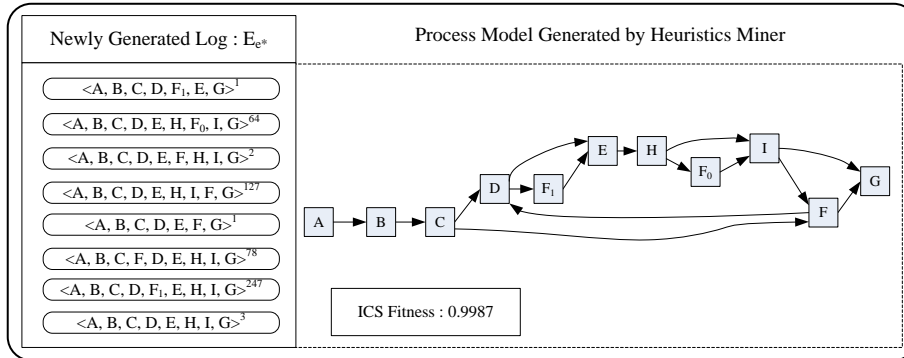 Newly Generated Log : E_e*
<A, B, C, D, F₁, E, G>¹
<A, B, C, D, E, H, F₀, I, G>⁶⁴
<A, B, C, D, E, F, H, I, G>²
<A, B, C, D, E, H, I, F, G>¹²⁷
<A, B, C, D, E, F, G>¹
<A, B, C, F, D, E, H, I, G>⁷⁸
<A, B, C, D, F₁, E, H, I, G>²⁴⁷
<A, B, C, D, E, H, I, G>³
Process Model Generated by Heuristics Miner
A
B
C
D
F₁
E
H
F₀
I
F
G
ICS Fitness : 0.9987